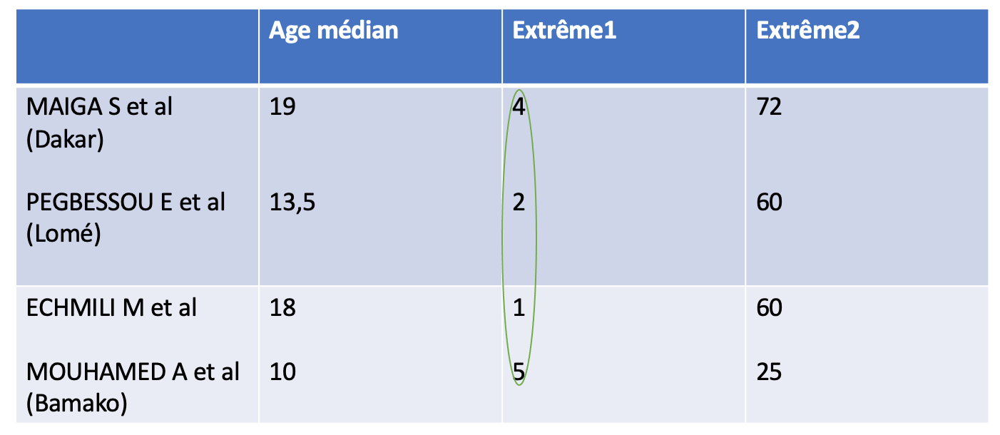 Age médian Extrême1 Extrême2
MAIGA S et al 19 4 72
(Dakar)
PEGBESSOU E et al 13,5 2 60
(Lomé)
ECHMILI M et al 18 1 60
MOUHAMED A et al 10 5 25
(Bamako)